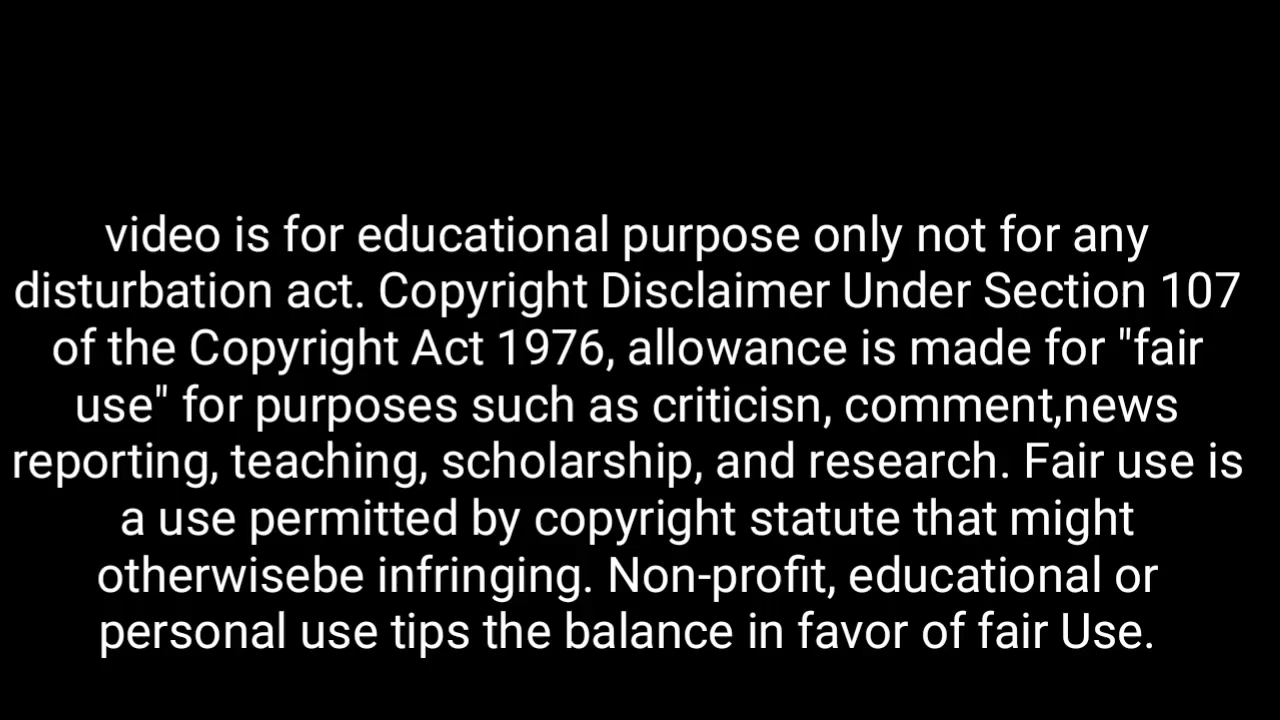 video is for educational purpose only not for any
disturbation act. Copyright Disclaimer Under Section 107
of the Copyright Act 1976, allowance is made for "fair
use" for purposes such as criticisn, comment,news
reporting, teaching, scholarship, and research. Fair use is
a use permitted by copyright statute that might
otherwisebe infringing. Non-profit, educational or
personal use tips the balance in favor of fair Use.